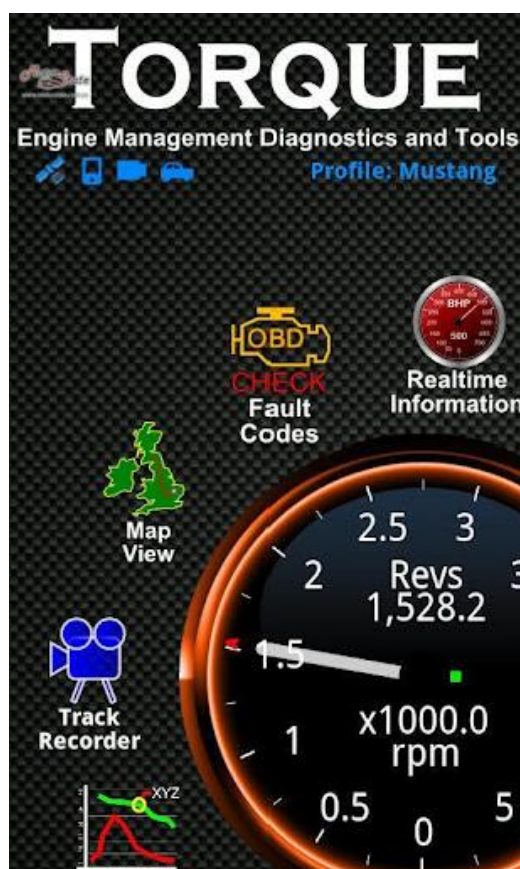 TORQUE
Engine Management Diagnostics and Tools
Profile: Mustang
BHP
500
OBD
CHECK
Fault
Codes
Realtime
Information
Map
View
2.5 3
2
Revs
1,528.2
1.5
Track
Recorder
x1000.0
rpm
1
0.5
0
5
XYZ